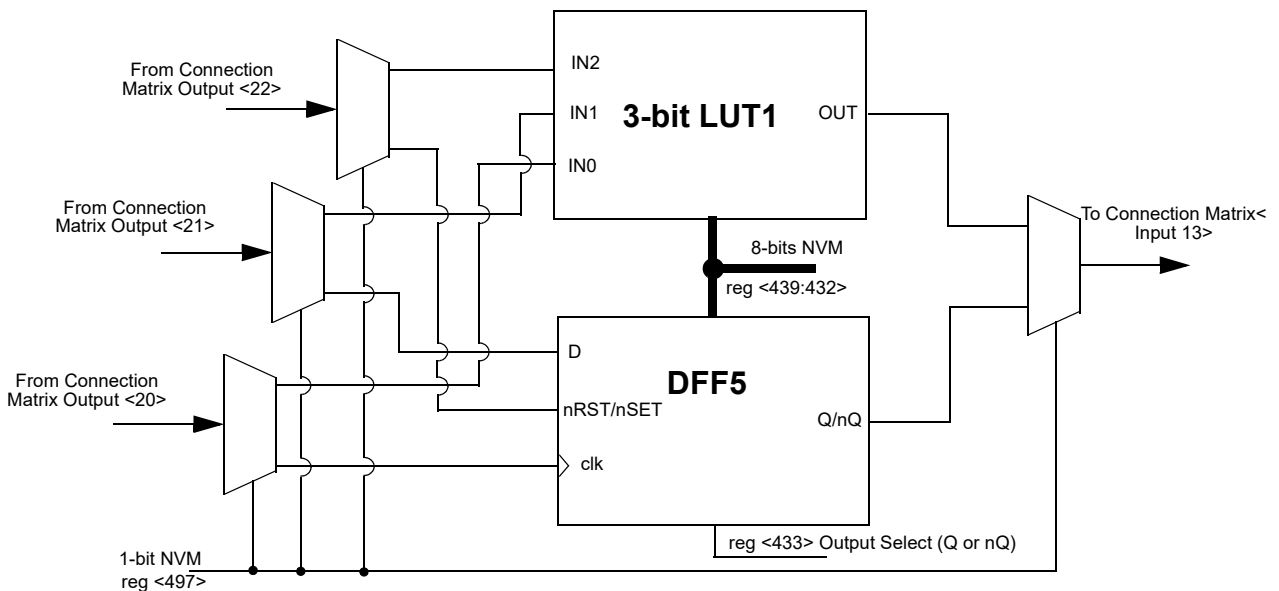 From Connection
Matrix Output <22>
IN2
IN1
IN0
3-bit LUT1
OUT
From Connection
Matrix Output <21>
To Connection Matrix<
Input 13>
8-bits NVM
reg <439:432>
From Connection
Matrix Output <20>
D
nRST/nSET
clk
DFF5
Q/nQ
reg <433> Output Select (Q or nQ)
1-bit NVM
reg <497>